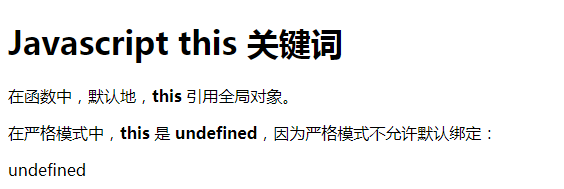 Javascript this 关键词
在函数中，默认地，this 引用全局对象。
在严格模式中，this 是 undefined，因为严格模式不允许默认绑定：
undefined